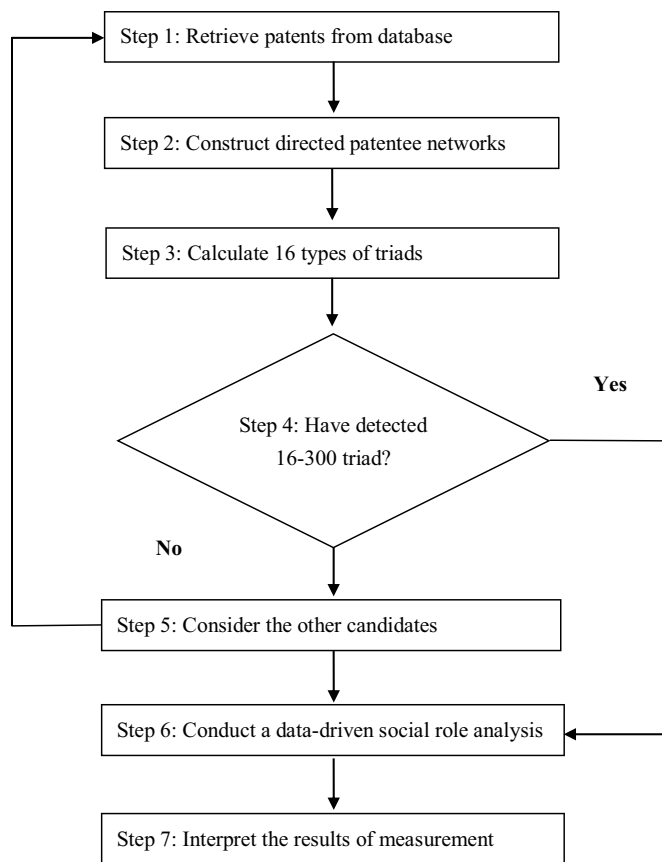 Step 1: Retrieve patents from database
Step 2: Construct directed patentee networks
Step 3: Calculate 16 types of triads
Yes
Step 4: Have detected
16-300 triad?
No
Step 5: Consider the other candidates
Step 6: Conduct a data-driven social role analysis
Step 7: Interpret the results of measurement